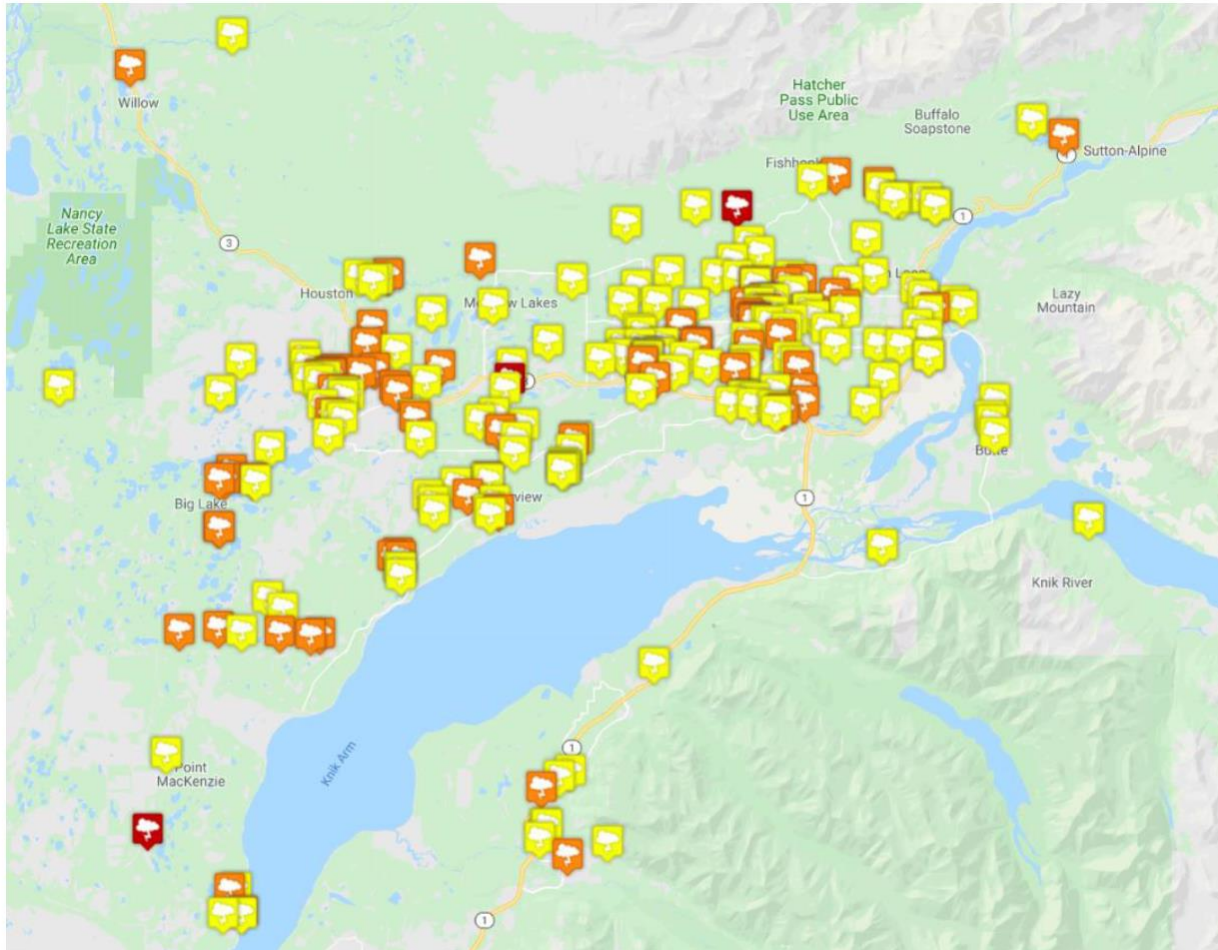 Willow
Hatcher
Pass Public
Use Area
Buffalo
Soapstone
Sutton-Alpine
Nancy
Lake State
Recreation
Area
3
1
Houston
Lazy
Mountain
Big Lake
1
Knik River
Knik Arm
1
Point
MacKenzie
1